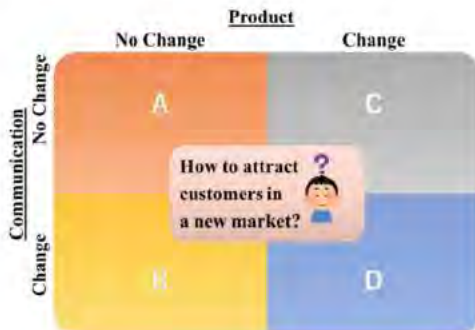 Product
No Change
Change
Communication
No Change
Change
A
C
How to attract
customers in
a new market?
?
B
D